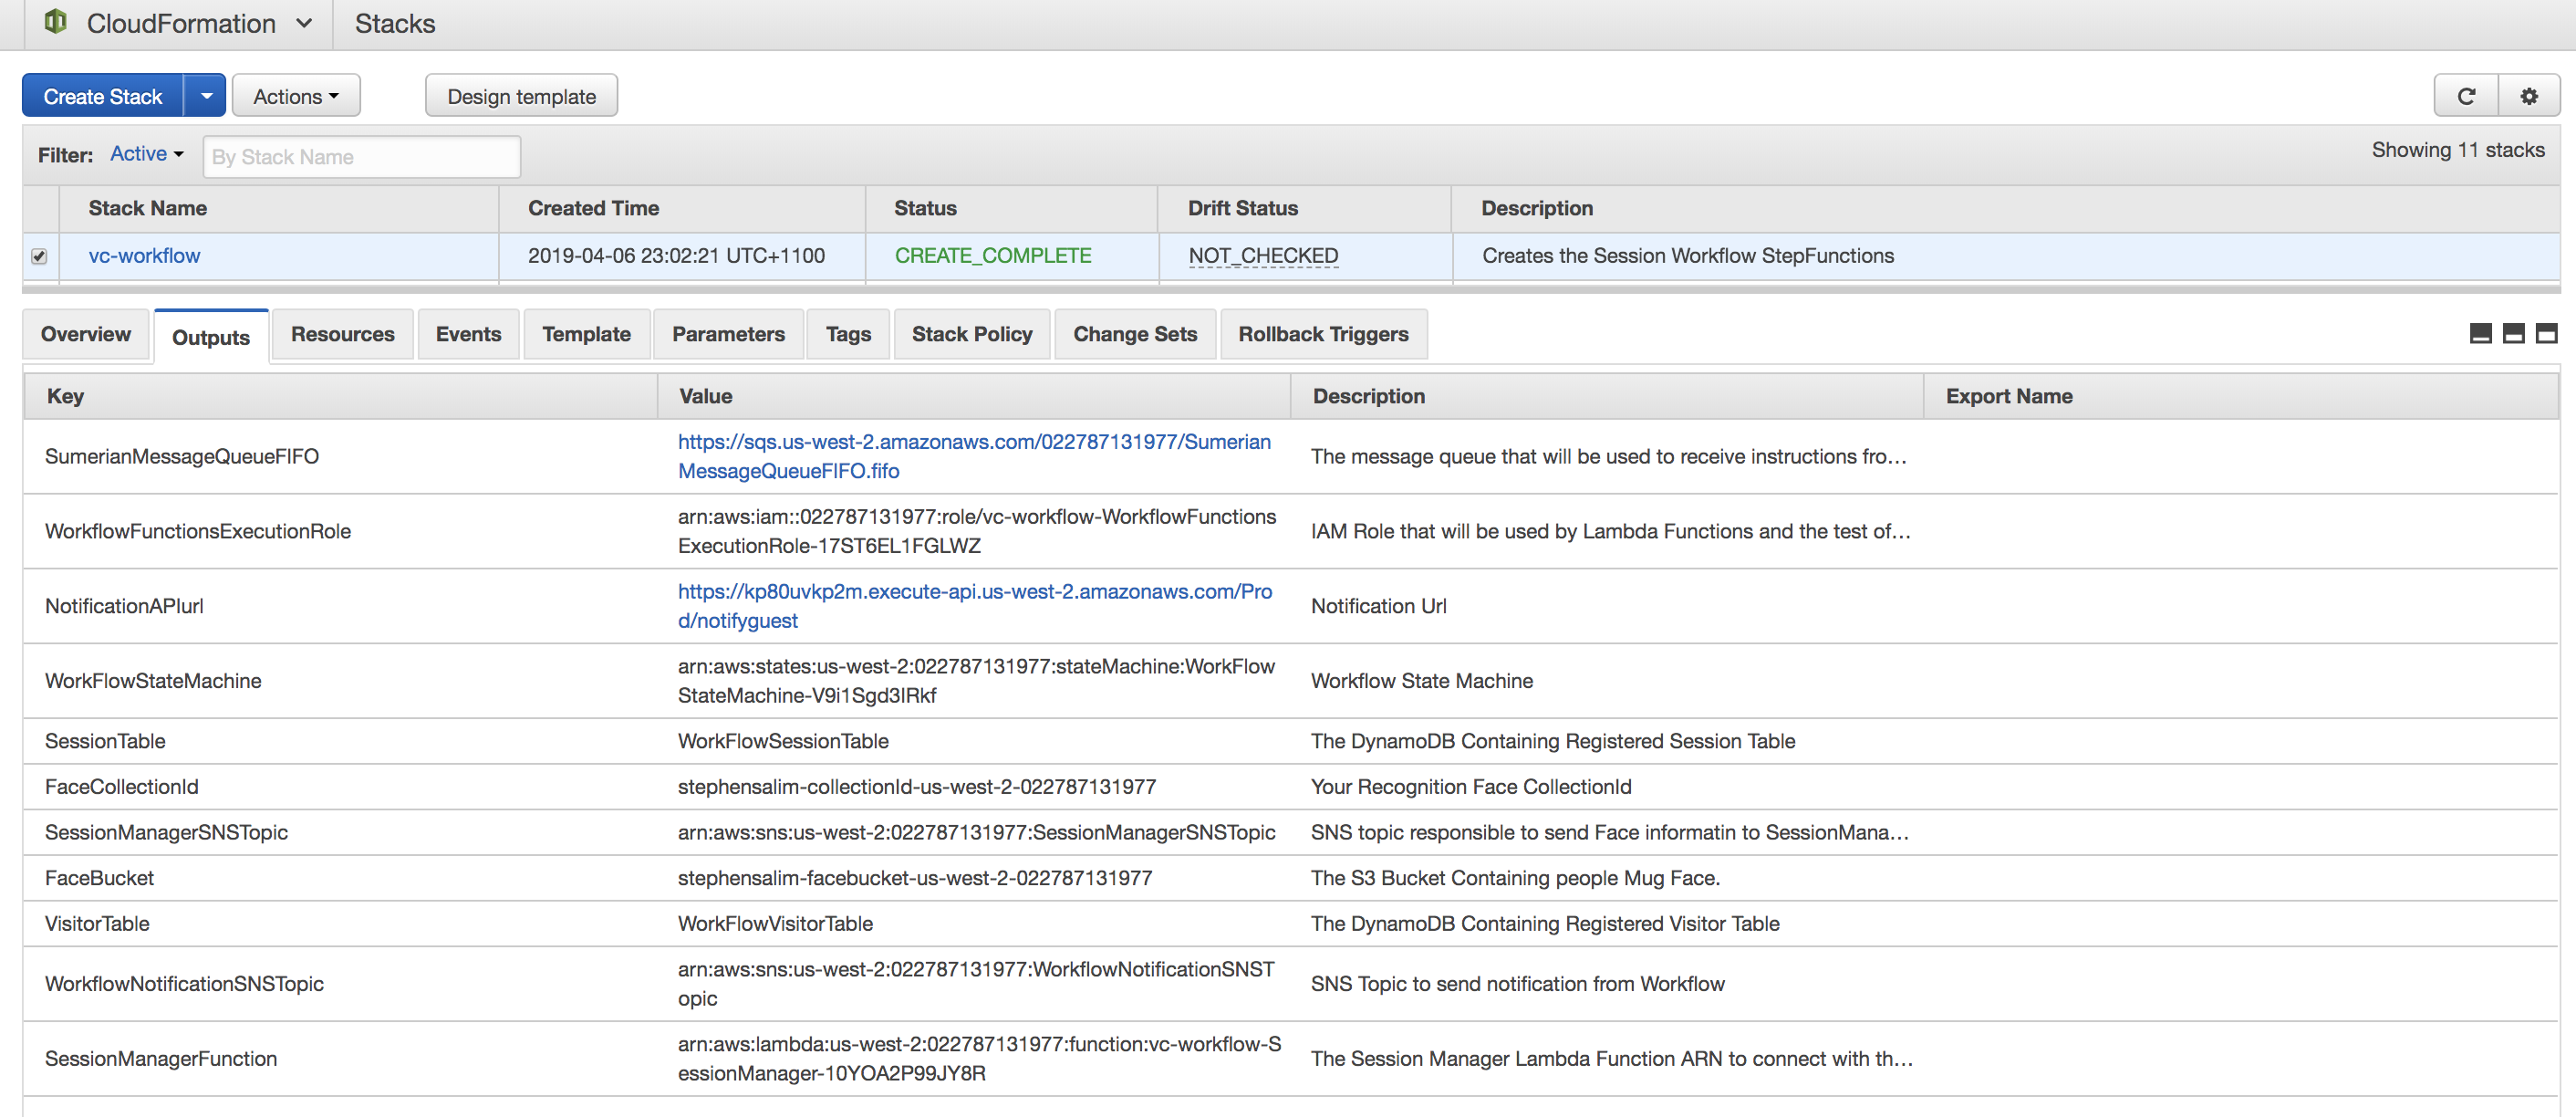 CloudFormation Stacks
Create Stack Actions Design template
Filter: Active By Stack Name Showing 11 stacks
Stack Name Created Time Status Drift Status Description
vc-workflow 2019-04-06 23:02:21 UTC+1100 CREATE_COMPLETE NOT_CHECKED Creates the Session Workflow StepFunctions
Overview Outputs Resources Events Template Parameters Tags Stack Policy Change Sets Rollback Triggers
Key Value Description Export Name
SumerianMessageQueueFIFO
https://sqs.us-west-2.amazonaws.com/022787131977/Sumerian
MessageQueueFIFO.fifo
The message queue that will be used to receive instructions fro...
WorkflowFunctionsExecutionRole
arn:aws:iam::022787131977:role/vc-workflow-WorkflowFunctions
ExecutionRole-17ST6EL1FGLWZ
IAM Role that will be used by Lambda Functions and the test of...
NotificationAPIurl
https://kp80uvkp2m.execute-api.us-west-2.amazonaws.com/Pro
d/notifyguest
Notification Url
WorkFlowStateMachine
arn:aws:states:us-west-2:022787131977:stateMachine:WorkFlow
StateMachine-V9i1Sgd3IRkf
Workflow State Machine
SessionTable WorkFlowSessionTable The DynamoDB Containing Registered Session Table
FaceCollectionId stephensalim-collectionId-us-west-2-022787131977 Your Recognition Face CollectionId
SessionManagerSNSTopic arn:aws:sns:us-west-2:022787131977:SessionManagerSNSTopic SNS topic responsible to send Face informatin to SessionMana...
FaceBucket stephensalim-facebucket-us-west-2-022787131977 The S3 Bucket Containing people Mug Face.
VisitorTable WorkFlowVisitorTable The DynamoDB Containing Registered Visitor Table
WorkflowNotificationSNSTopic
arn:aws:sns:us-west-2:022787131977:WorkflowNotificationSNST
opic
SNS Topic to send notification from Workflow
SessionManagerFunction
arn:aws:lambda:us-west-2:022787131977:function:vc-workflow-S
essionManager-10YOA2P99JY8R
The Session Manager Lambda Function ARN to connect with th...